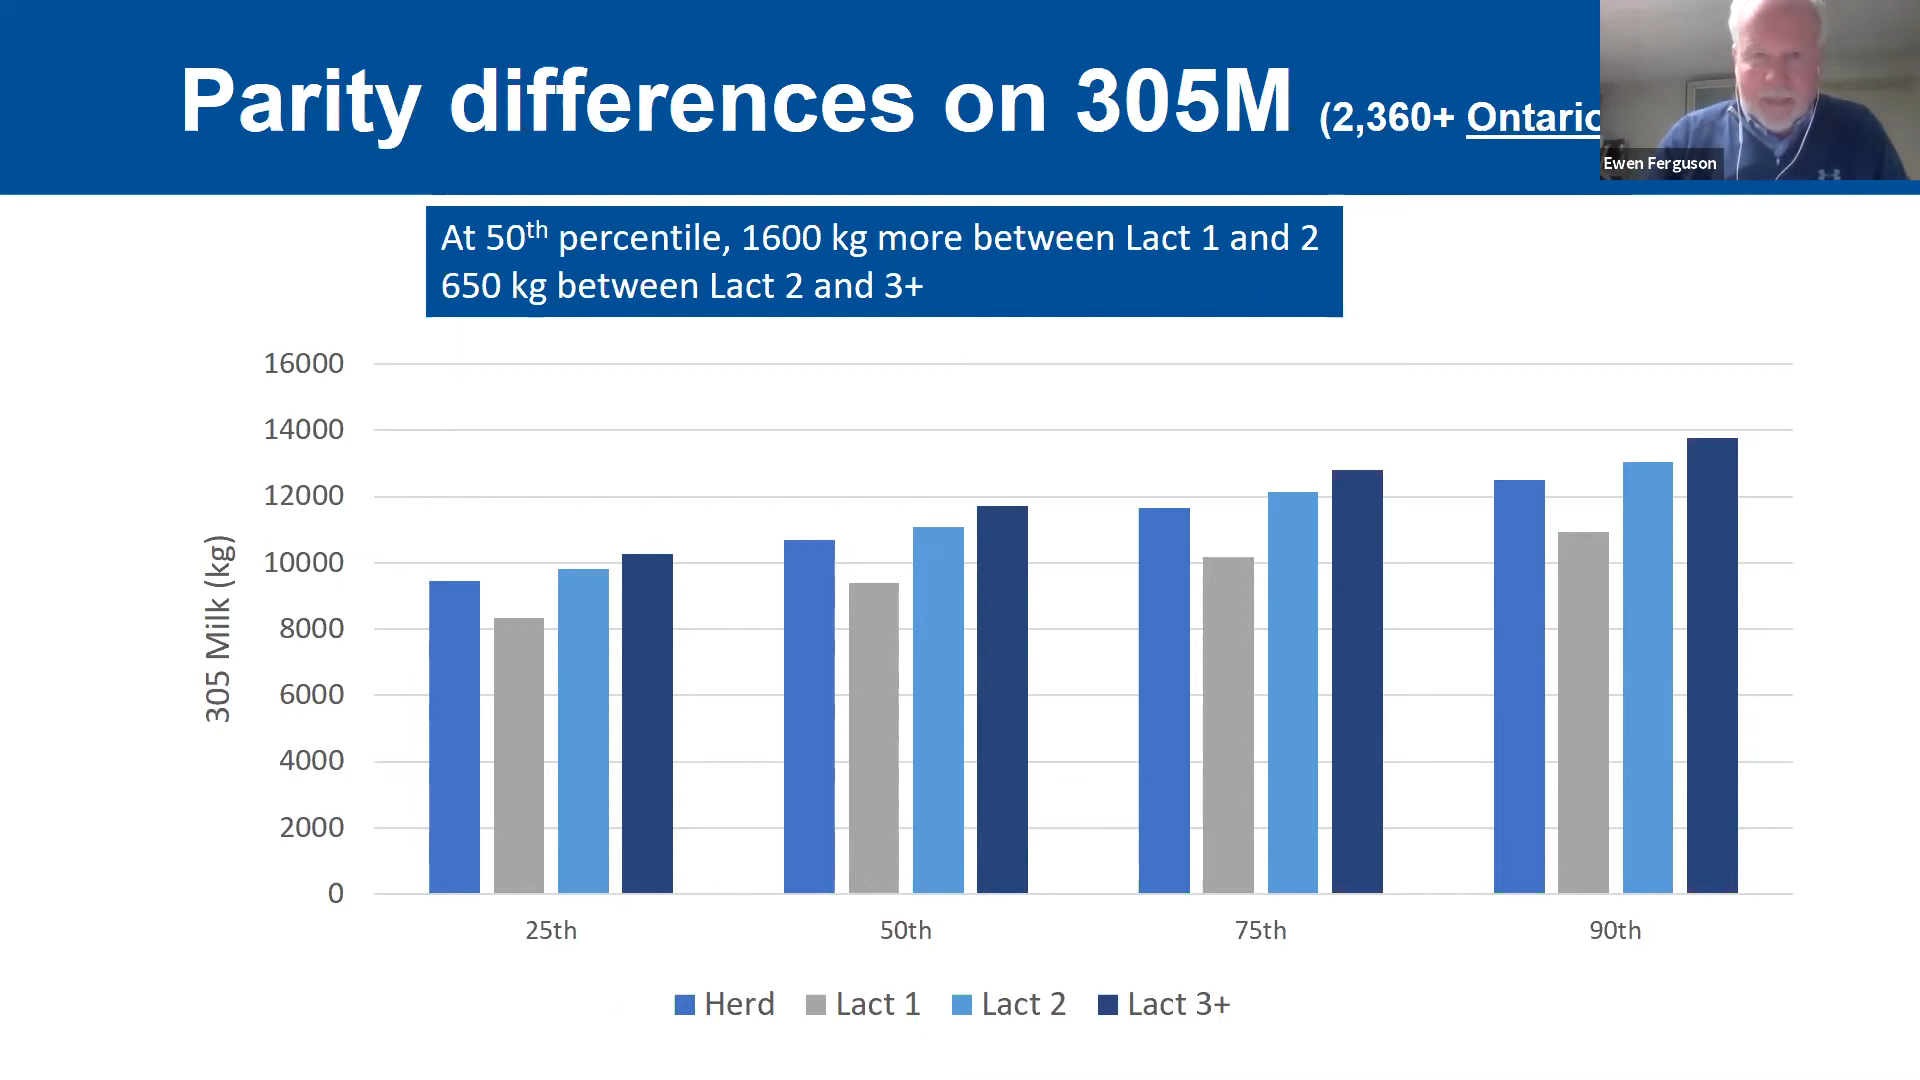 Parity differences on 305M (2,360+ Ontario
Ewen Ferguson
At 50th percentile, 1600 kg more between Lact 1 and 2
650 kg between Lact 2 and 3+
16000
14000
12000
10000
8000
6000
4000
2000
0
305 Milk (kg)
25th 50th 75th 90th
Herd Lact 1 Lact 2 Lact 3+